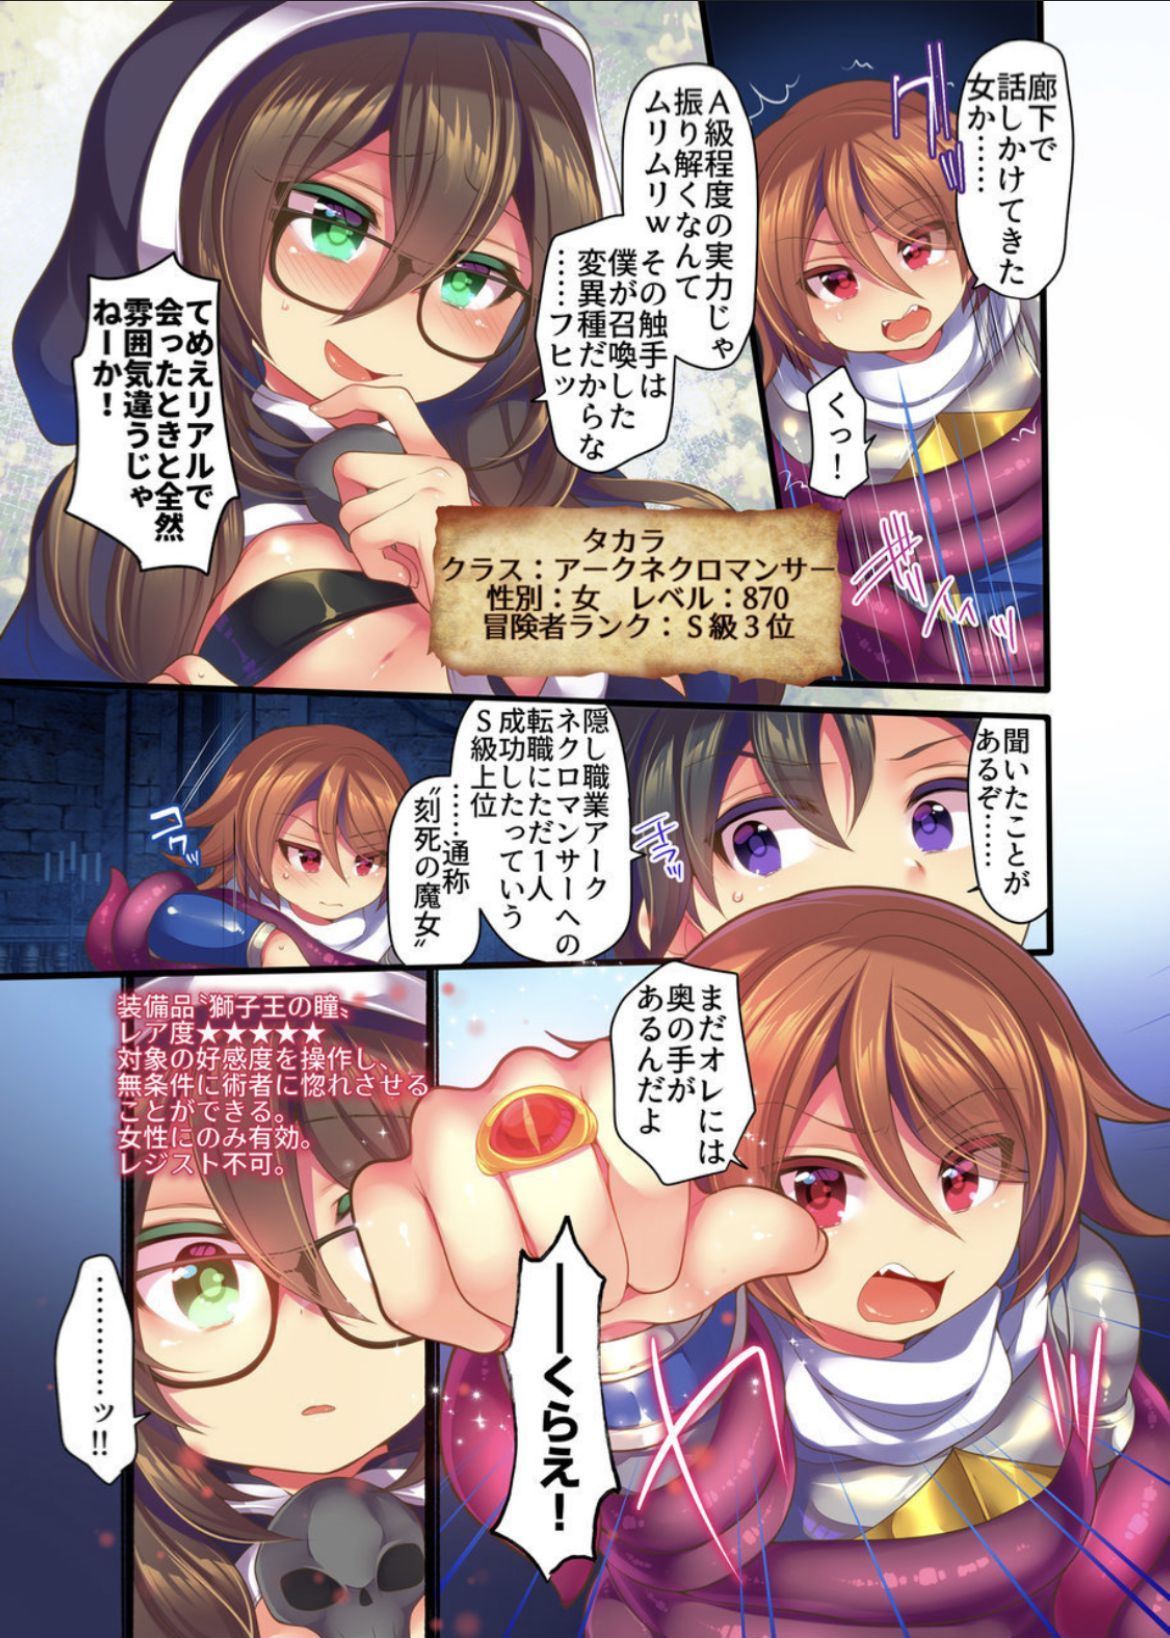 廊下で
話しかけてきた
女か……
くっ！
Ａ級程度の実力じゃ
振り解くなんて
ムリムリｗ
その触手は
僕が召喚した
変異種だからな
……フヒッ
てめえリアルで
会ったときと全然
雰囲気違うじゃ
ねーか！
タカラ
クラス：アークネクロマンサー
性別：女　レベル：870
冒険者ランク：Ｓ級３位
聞いたことが
あるぞ……
チラッ
隠し職業アーク
ネクロマンサーへの
転職にただ１人
成功したっていう
Ｓ級上位
……通称
〝刻死の魔女〟
コワッ
まだオレには
奥の手が
あるんだよ
――くらえ！
装備品〝獅子王の瞳〟
レア度★★★★★
対象の好感度を操作し、
無条件に術者に惚れさせる
ことができる。
女性にのみ有効。
レジスト不可。
………ッ!!